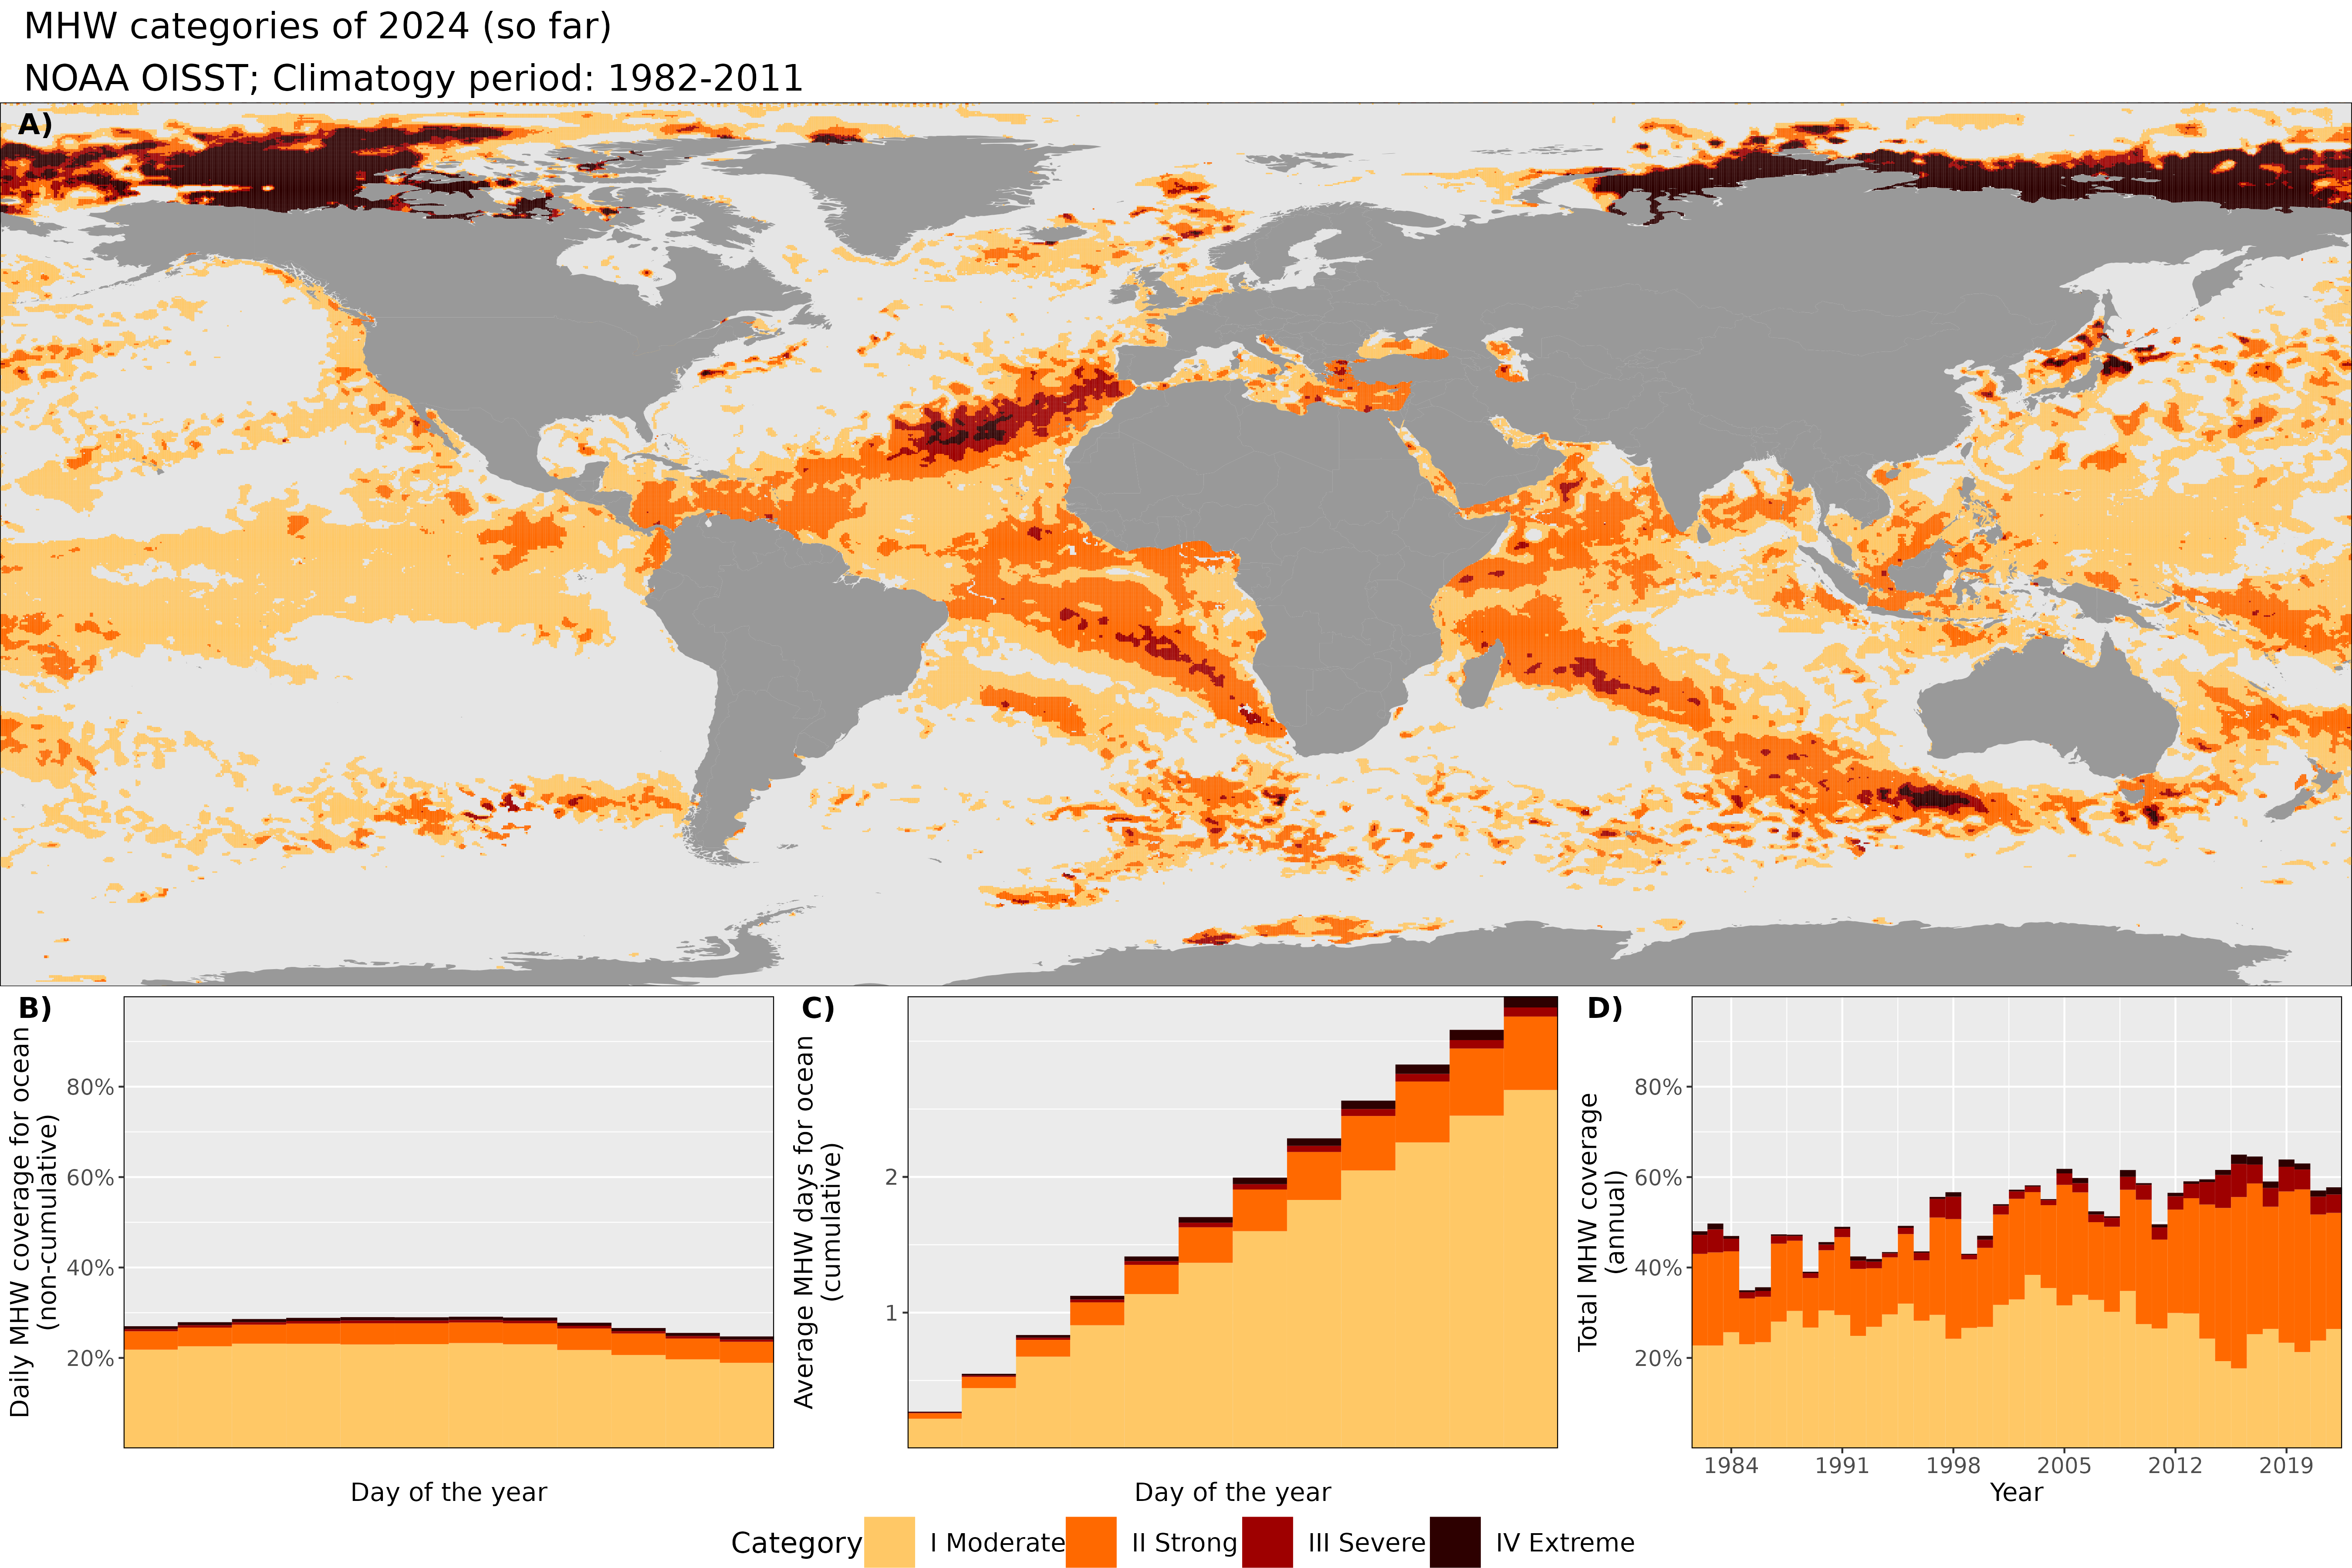 MHW categories of 2024 (so far)
NOAA OISST; Climatogy period: 1982-2011
A)
B)
Daily MHW coverage for ocean
(non-cumulative)
80%
60%
40%
20%
Day of the year
C)
Average MHW days for ocean
(cumulative)
2
1
Day of the year
D)
Total MHW coverage
(annual)
80%
60%
40%
20%
1984 1991 1998 2005 2012 2019
Year
Category I Moderate II Strong III Severe IV Extreme